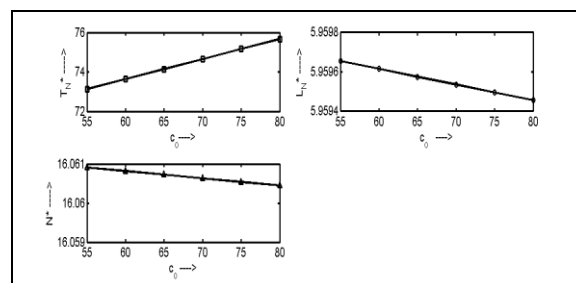 76
74
72
T_N* ---->
55 60 65 70 75 80
c_0 ---->
5.9598
5.9596
5.9594
L_N* ---->
55 60 65 70 75 80
c_0 ---->
16.061
16.06
16.059
N* ---->
55 60 65 70 75 80
c_0 ---->